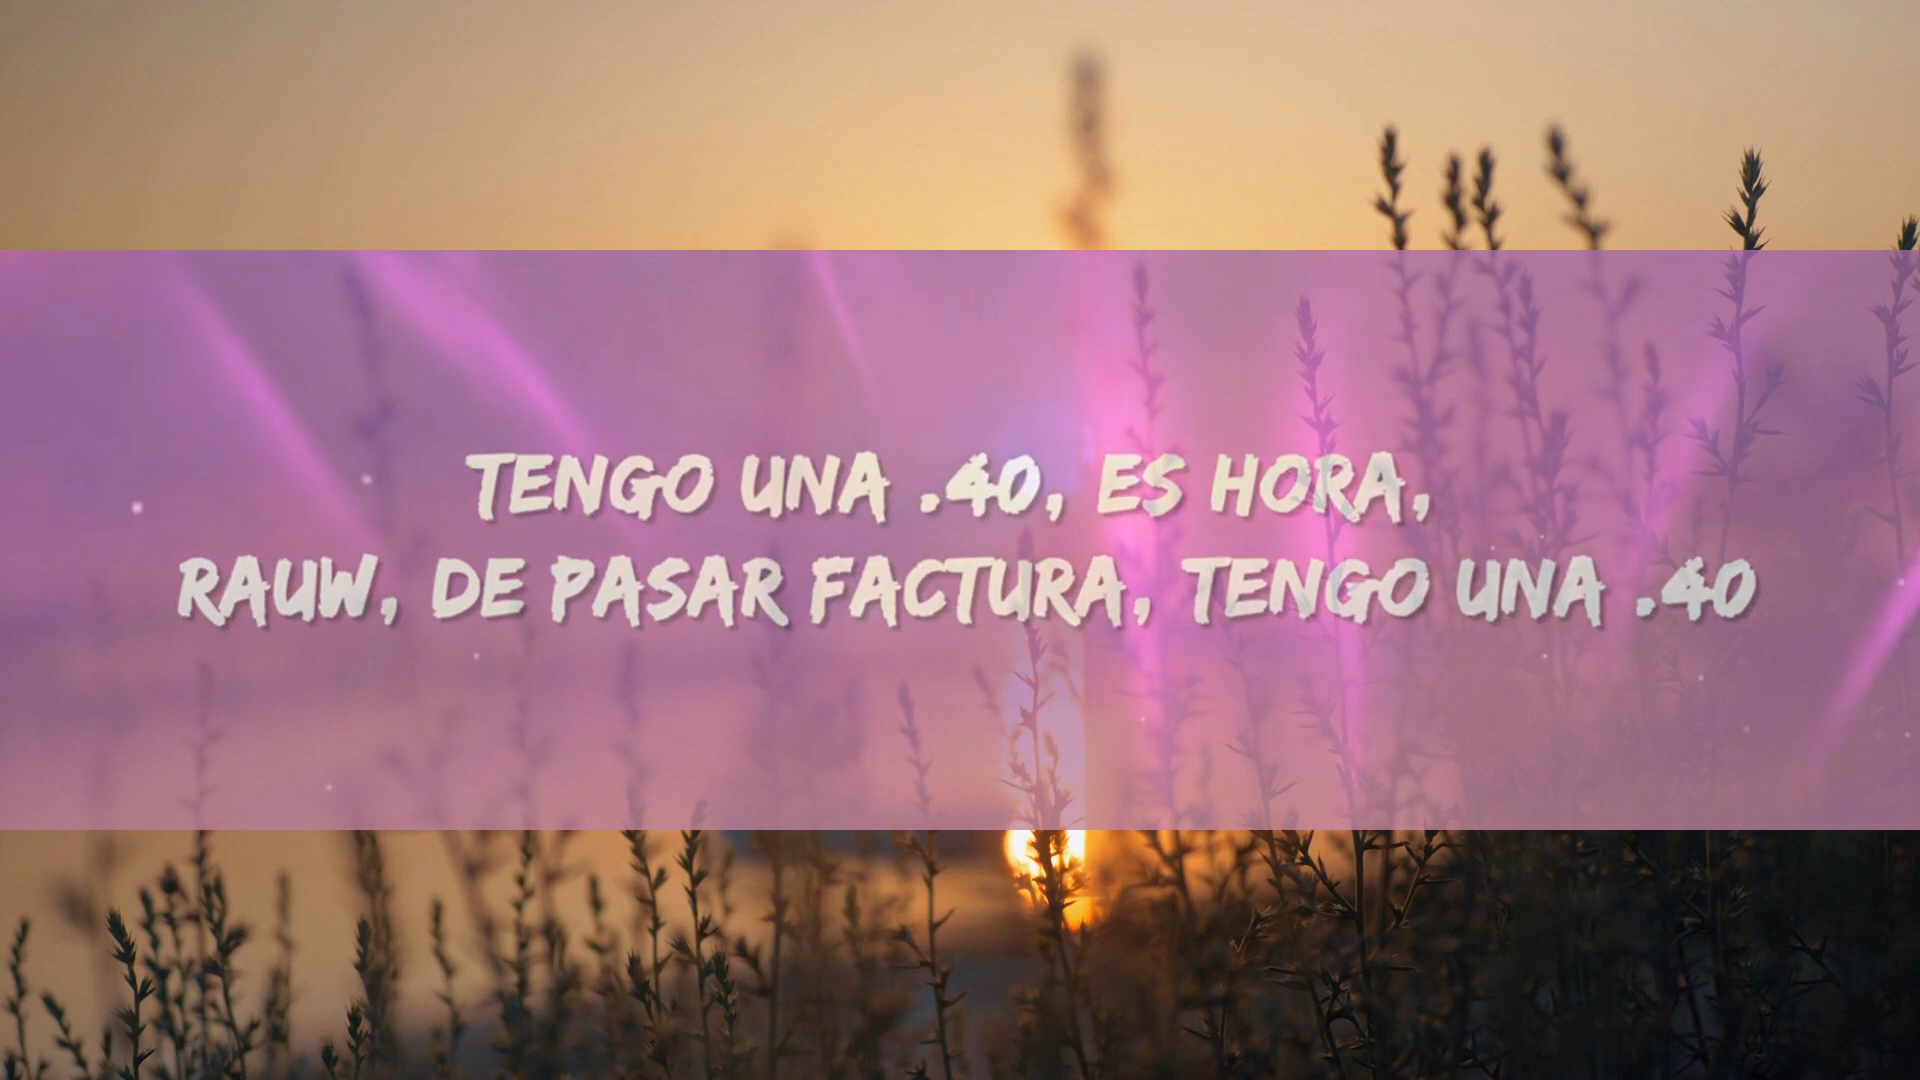 TENGO UNA .40, ES HORA,
RAUW, DE PASAR FACTURA, TENGO UNA .40